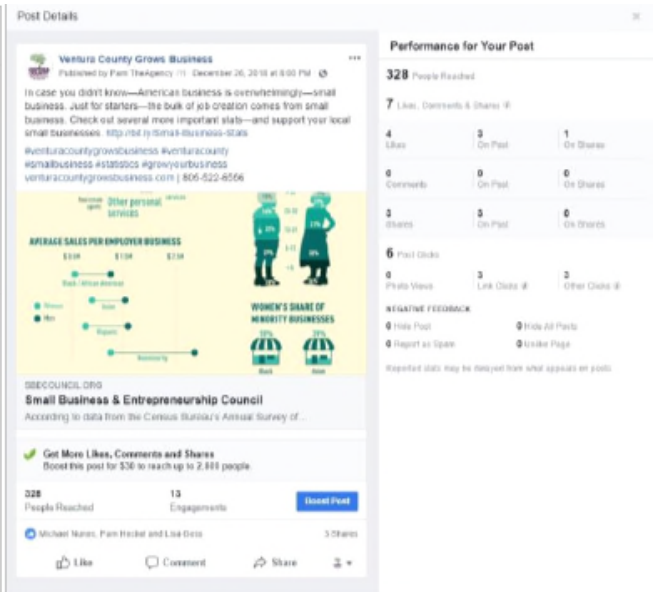 Post Details
Ventura County Grows Business
Published by Pam TheAgency · December 26, 2018 at 8:00 PM
In case you didn't know—American business is overwhelmingly—small
business. Just for starters—the bulk of job creation comes from small
business. Check out several more important stats—and support your local
small businesses. http://bit.ly/Small-Business-Stats
#venturacountygrowsbusiness #venturacounty
#smallbusiness #statistics #growyourbusiness
venturacountygrowsbusiness.com | 805-522-6566
Other personal services
services
AVERAGE SALES PER EMPLOYER BUSINESS
Black / African American
Women
Men
Asian
Hispanic
WOMEN'S SHARE OF
MINORITY BUSINESSES
Black
Asian
SBECOUNCIL.ORG
Small Business & Entrepreneurship Council
According to data from the Census Bureau's Annual Survey of...
Get More Likes, Comments and Shares
Boost this post for $30 to reach up to 2,800 people.
328
People Reached
13
Engagements
Boost Post
Michael Nunes, Pam Heckel and Lisa
3 Shares
Like
Comment
Share
Performance for Your Post
328 People Reached
7 Likes, Comments & Shares
4
Likes
3
On Post
1
On Shares
0
Comments
0
On Post
0
On Shares
3
Shares
3
On Post
0
On Shares
6 Post Clicks
0
Photo Views
3
Link Clicks
3
Other Clicks
NEGATIVE FEEDBACK
0 Hide Post
0 Hide All Posts
0 Report as Spam
0 Unlike Page
Reported stats may be delayed from what appears on posts